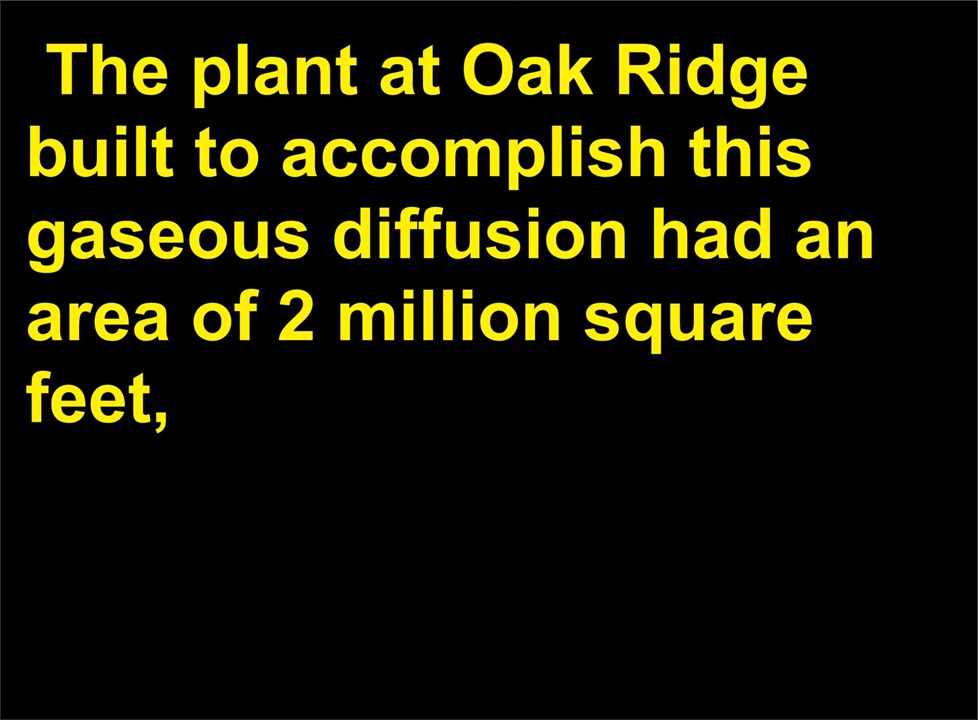 The plant at Oak Ridge
built to accomplish this
gaseous diffusion had an
area of 2 million square
feet,